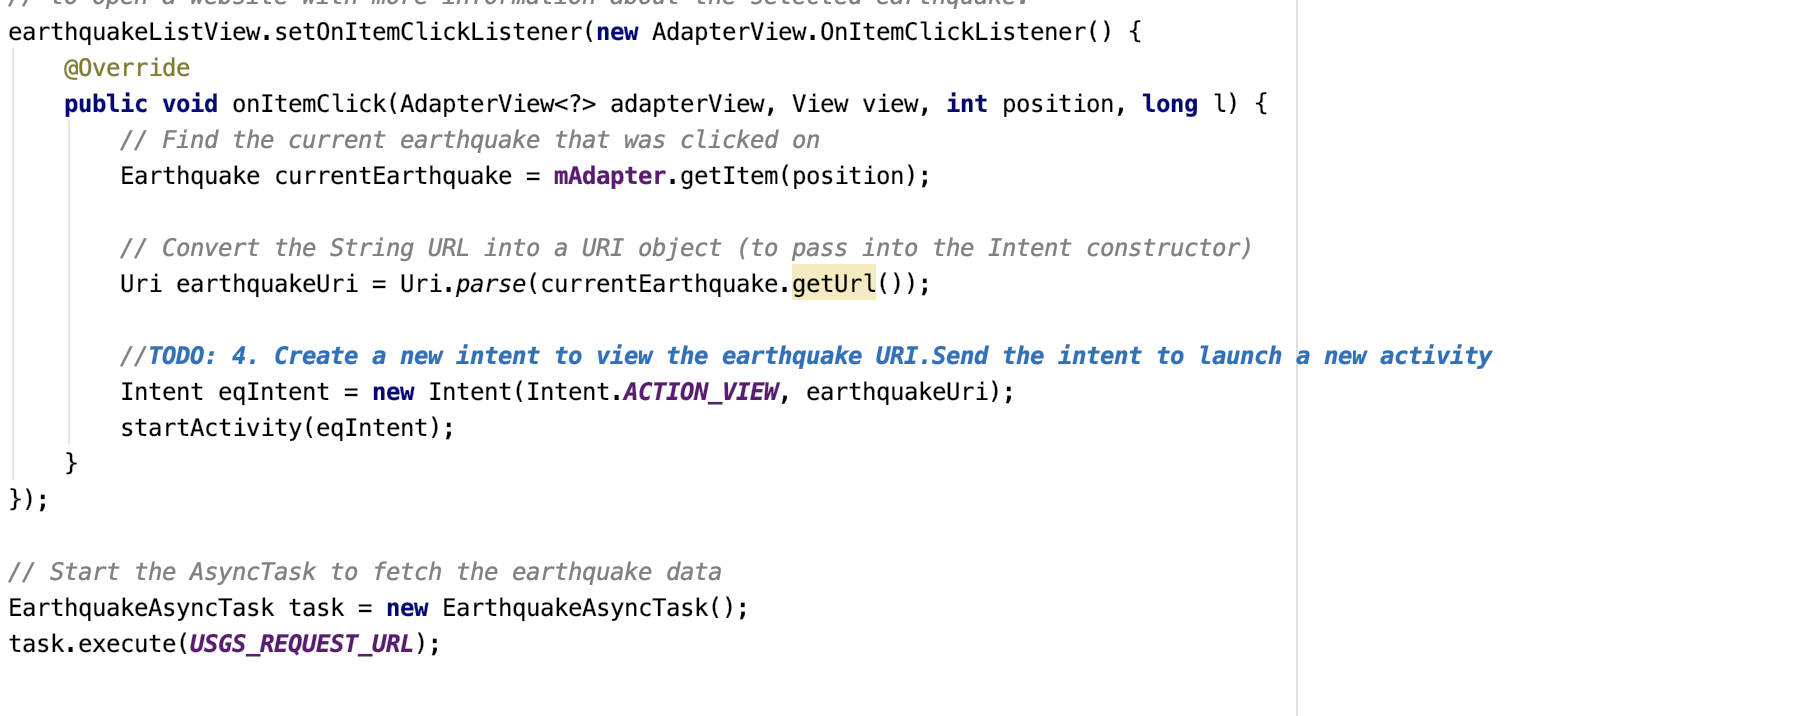 // to open a website with more information about the selected earthquake.
earthquakeListView.setOnItemClickListener(new AdapterView.OnItemClickListener() {
@Override
public void onItemClick(AdapterView<?> adapterView, View view, int position, long l) {
// Find the current earthquake that was clicked on
Earthquake currentEarthquake = mAdapter.getItem(position);
// Convert the String URL into a URI object (to pass into the Intent constructor)
Uri earthquakeUri = Uri.parse(currentEarthquake.getUrl());
//TODO: 4. Create a new intent to view the earthquake URI.Send the intent to launch a new activity
Intent eqIntent = new Intent(Intent.ACTION_VIEW, earthquakeUri);
startActivity(eqIntent);
}
});
// Start the AsyncTask to fetch the earthquake data
EarthquakeAsyncTask task = new EarthquakeAsyncTask();
task.execute(USGS_REQUEST_URL);